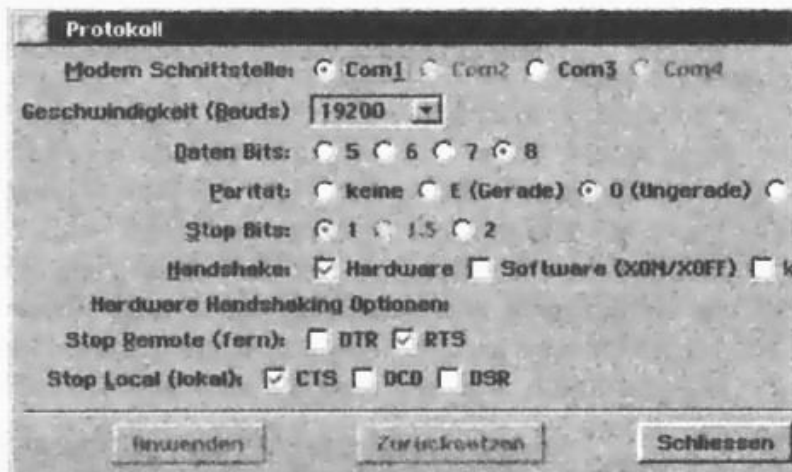 Protokoll
Modem Schnittstelle: Com1 Com2 Com3 Com4
Geschwindigkeit (Bauds) 19200
Daten Bits: 5 6 7 8
Parität: keine E (Gerade) O (Ungerade)
Stop Bits: 1 1.5 2
Handshake: Hardware Software (XON/XOFF) k
Hardware Handshaking Optionen:
Stop Remote (fern): DTR RTS
Stop Local (lokal): CTS DCD DSR
Anwenden Zurücksetzen Schliessen